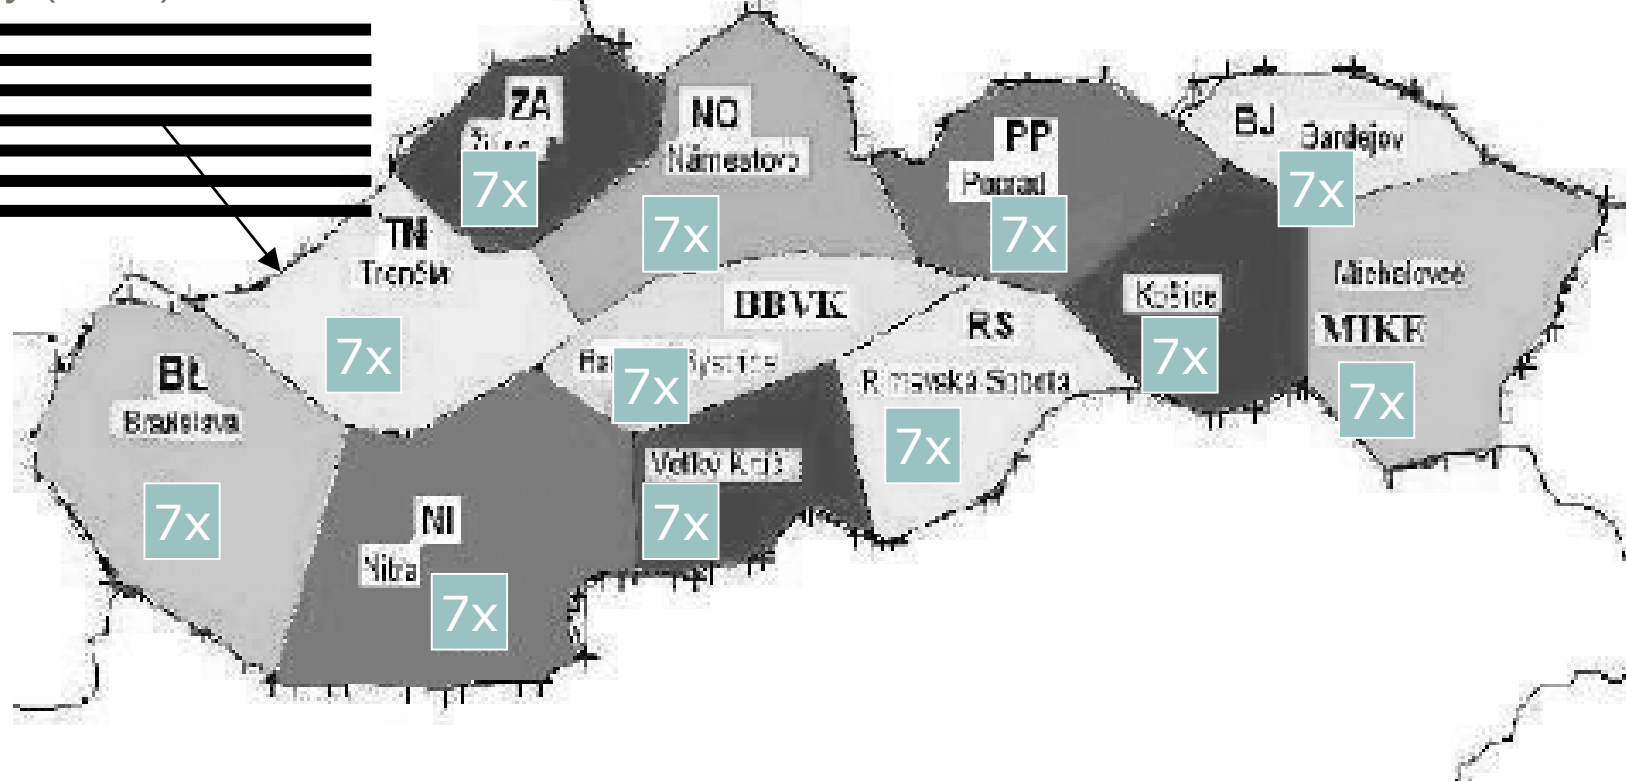 ZA
7x
NO
Námestovo
7x
PP
Poprad
7x
BJ
Bardejov
7x
TN
Trenčín
7x
BBVK
7x
RS
Rimavská Sobota
7x
Košice
7x
Michalovce
MIKE
7x
BL
Bratislava
7x
NI
Nitra
7x
Veľký Krtíš
7x